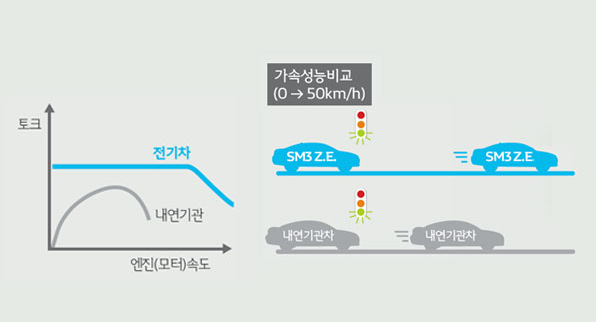 토크
전기차
내연기관
엔진(모터)속도
가속성능비교
(0 → 50km/h)
SM3 Z.E.
SM3 Z.E.
내연기관차
내연기관차